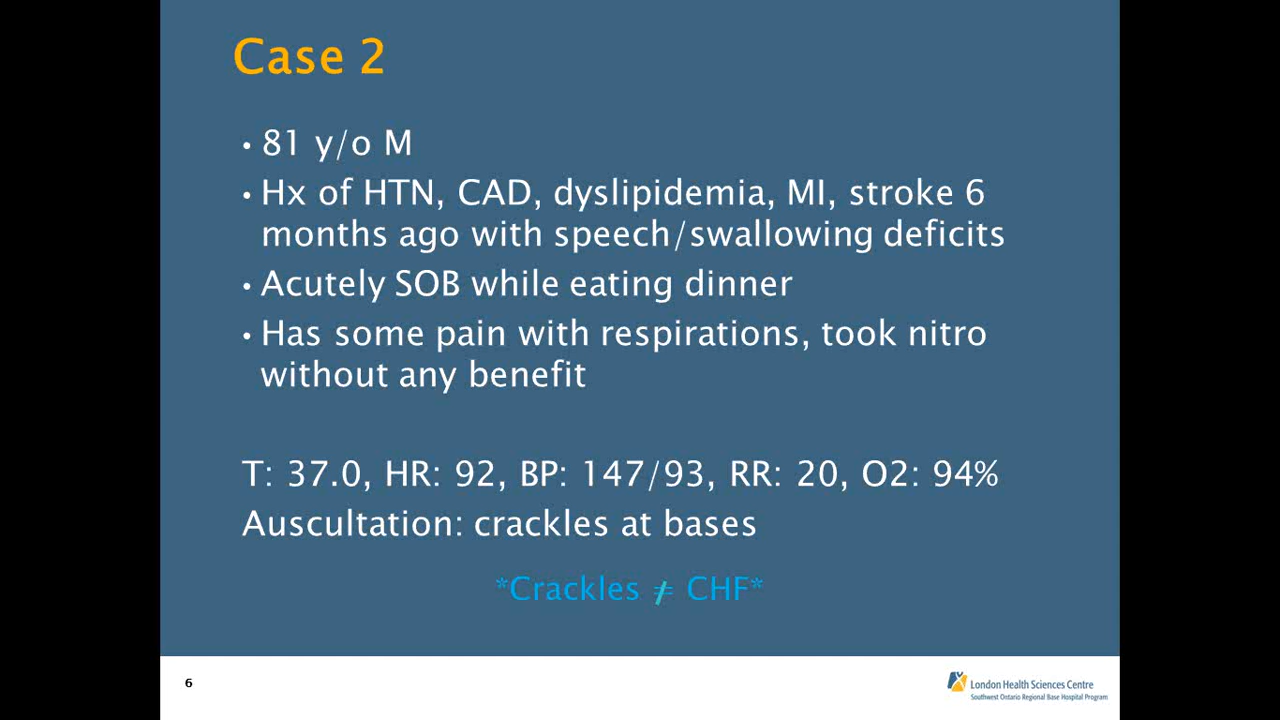 Case 2
• 81 y/o M
• Hx of HTN, CAD, dyslipidemia, MI, stroke 6
months ago with speech/swallowing deficits
• Acutely SOB while eating dinner
• Has some pain with respirations, took nitro
without any benefit
T: 37.0, HR: 92, BP: 147/93, RR: 20, O2: 94%
Auscultation: crackles at bases
*Crackles ≠ CHF*
6
London Health Sciences Centre
Southwest Ontario Regional Base Hospital Program